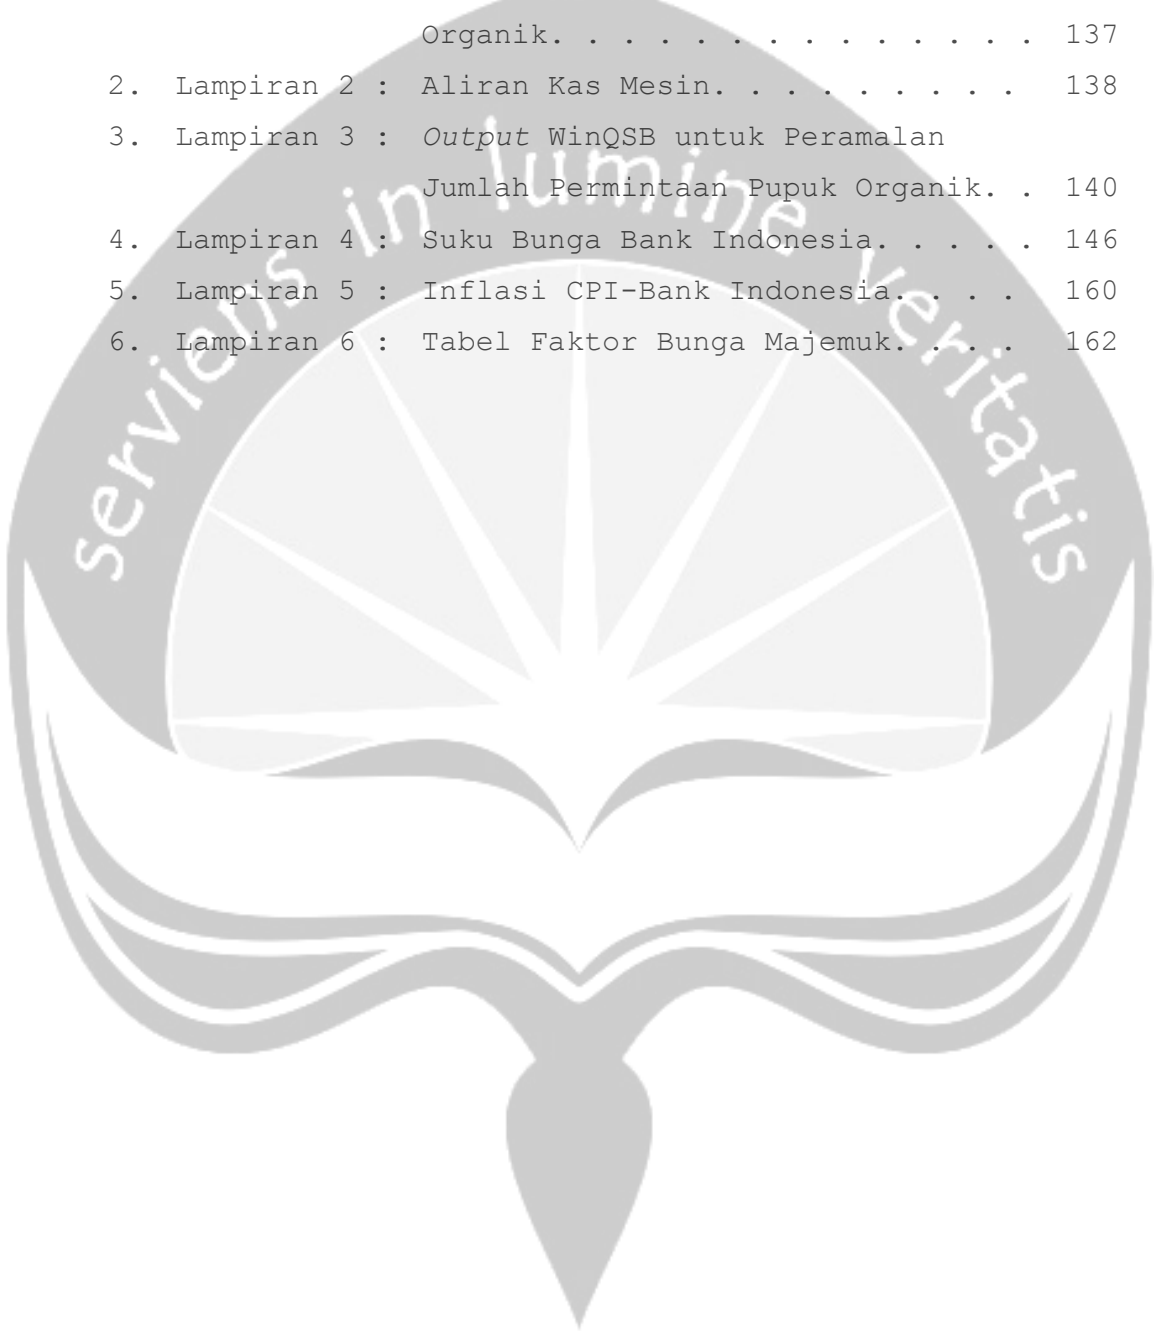 Organik. . . . . . . . . . . . . . 137
2. Lampiran 2 : Aliran Kas Mesin. . . . . . . . . 138
3. Lampiran 3 : Output WinQSB untuk Peramalan
Jumlah Permintaan Pupuk Organik. . 140
4. Lampiran 4 : Suku Bunga Bank Indonesia. . . . . 146
5. Lampiran 5 : Inflasi CPI-Bank Indonesia. . . . 160
6. Lampiran 6 : Tabel Faktor Bunga Majemuk. . . . 162
serviens in lumine veritatis